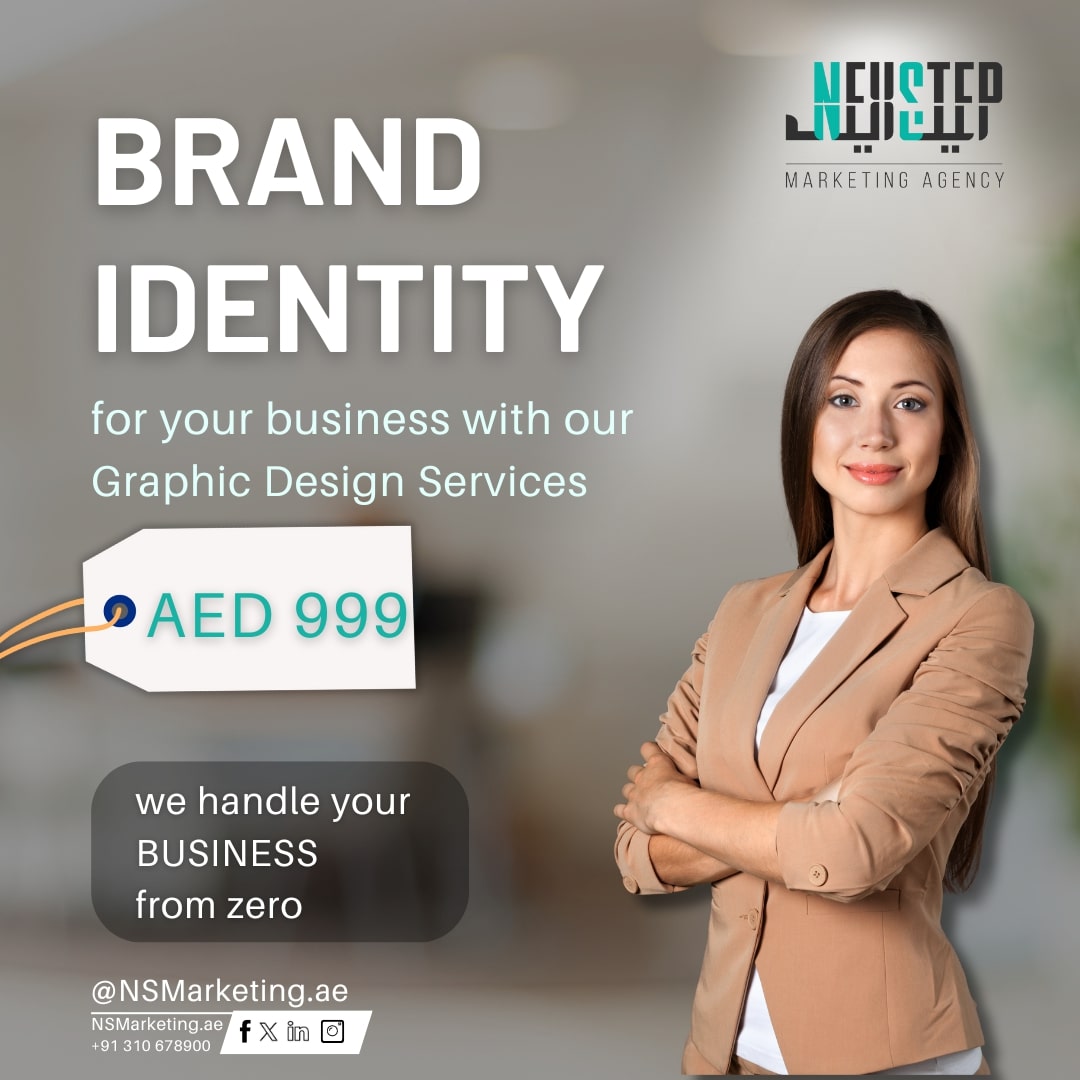 NEXSTEP
MARKETING AGENCY
BRAND
IDENTITY
for your business with our
Graphic Design Services
AED 999
we handle your
BUSINESS
from zero
@NSMarketing.ae
NSMarketing.ae
+91 310 678900